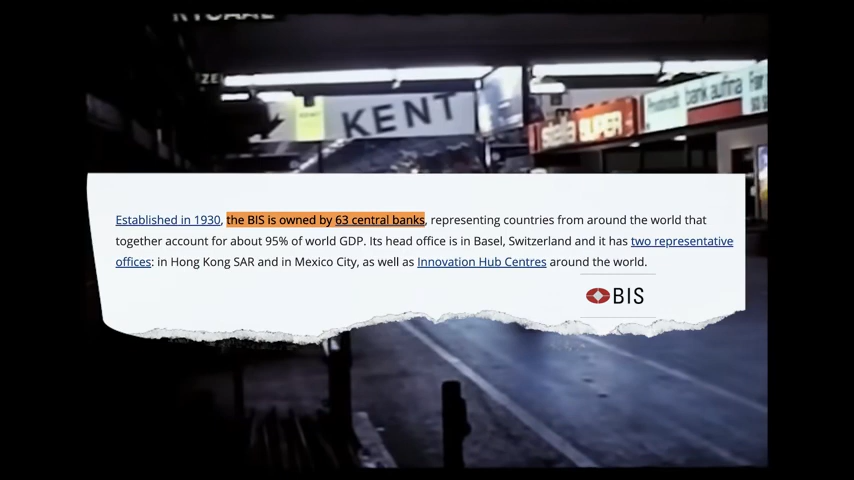 KENT
SUPER
bank aufina
Established in 1930, the BIS is owned by 63 central banks, representing countries from around the world that
together account for about 95% of world GDP. Its head office is in Basel, Switzerland and it has two representative
offices: in Hong Kong SAR and in Mexico City, as well as Innovation Hub Centres around the world.
BIS